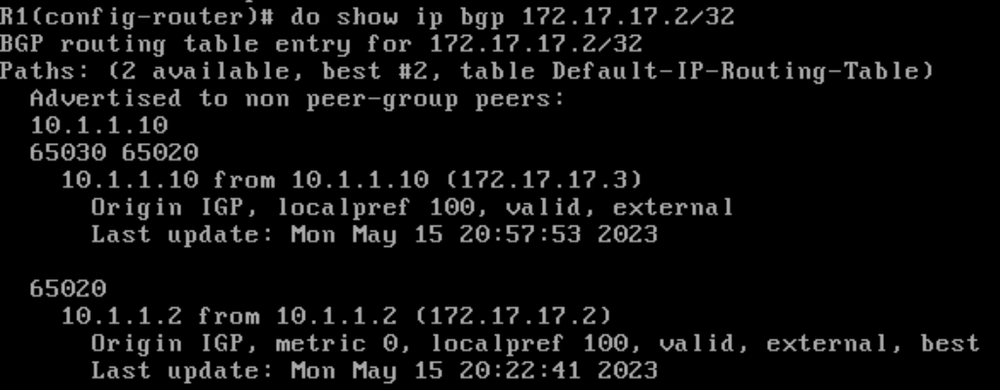 R1(config-router)# do show ip bgp 172.17.17.2/32
BGP routing table entry for 172.17.17.2/32
Paths: (2 available, best #2, table Default-IP-Routing-Table)
  Advertised to non peer-group peers:
  10.1.1.10
  65030 65020
    10.1.1.10 from 10.1.1.10 (172.17.17.3)
      Origin IGP, localpref 100, valid, external
      Last update: Mon May 15 20:57:53 2023

  65020
    10.1.1.2 from 10.1.1.2 (172.17.17.2)
      Origin IGP, metric 0, localpref 100, valid, external, best
      Last update: Mon May 15 20:22:41 2023